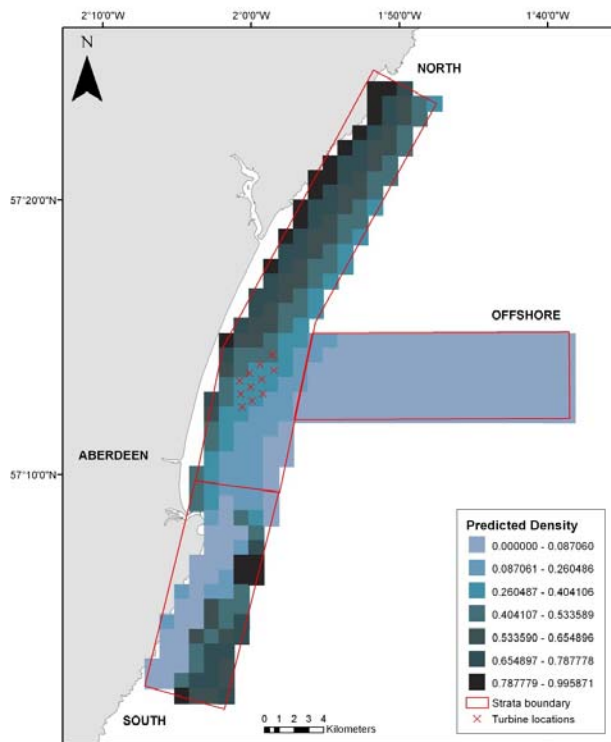 2°10'0"W 2°0'0"W 1°50'0"W 1°40'0"W
N
NORTH
57°20'0"N
OFFSHORE
ABERDEEN
57°10'0"N
Predicted Density
0.000000 - 0.087060
0.087061 - 0.260486
0.260487 - 0.404106
0.404107 - 0.533589
0.533590 - 0.654896
0.654897 - 0.787778
0.787779 - 0.995871
Strata boundary
Turbine locations
SOUTH
0 1 2 3 4
Kilometers